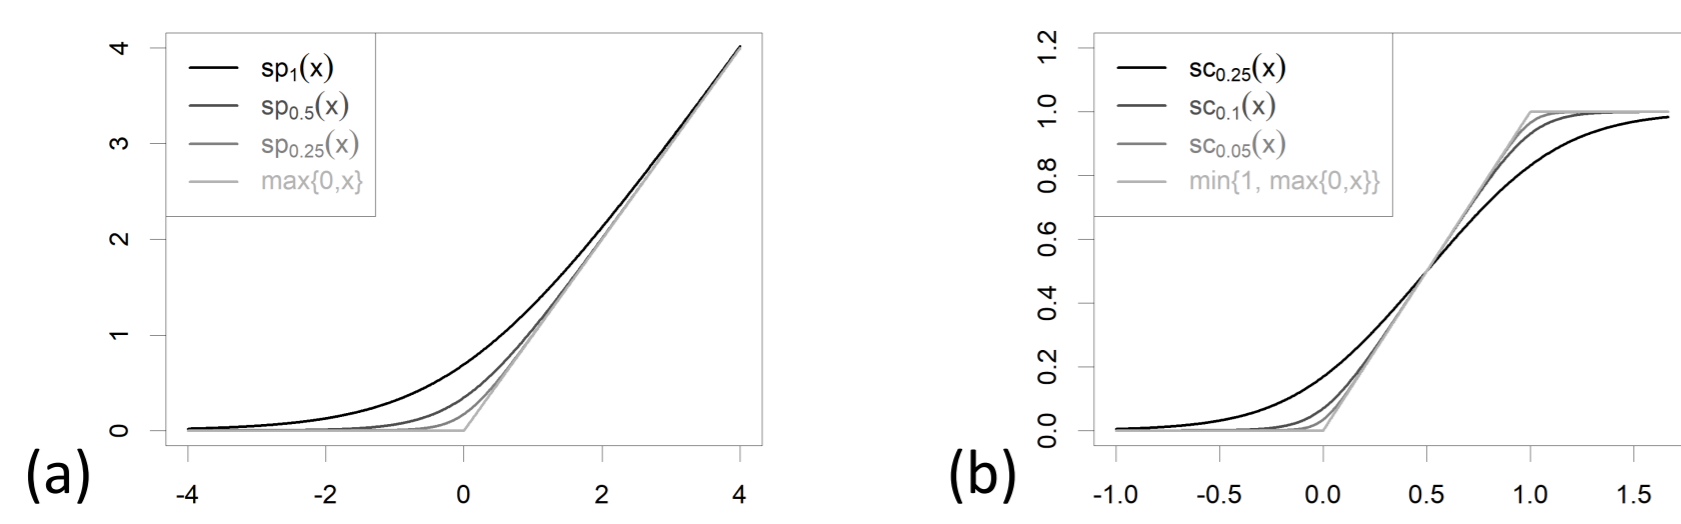 sp₁(x)
sp₀.₅(x)
sp₀.₂₅(x)
max{0,x}
4
3
2
1
0
-4 -2 0 2 4
(a)
sc₀.₂₅(x)
sc₀.₁(x)
sc₀.₀₅(x)
min{1, max{0,x}}
1.2
1.0
0.8
0.6
0.4
0.2
0.0
-1.0 -0.5 0.0 0.5 1.0 1.5
(b)